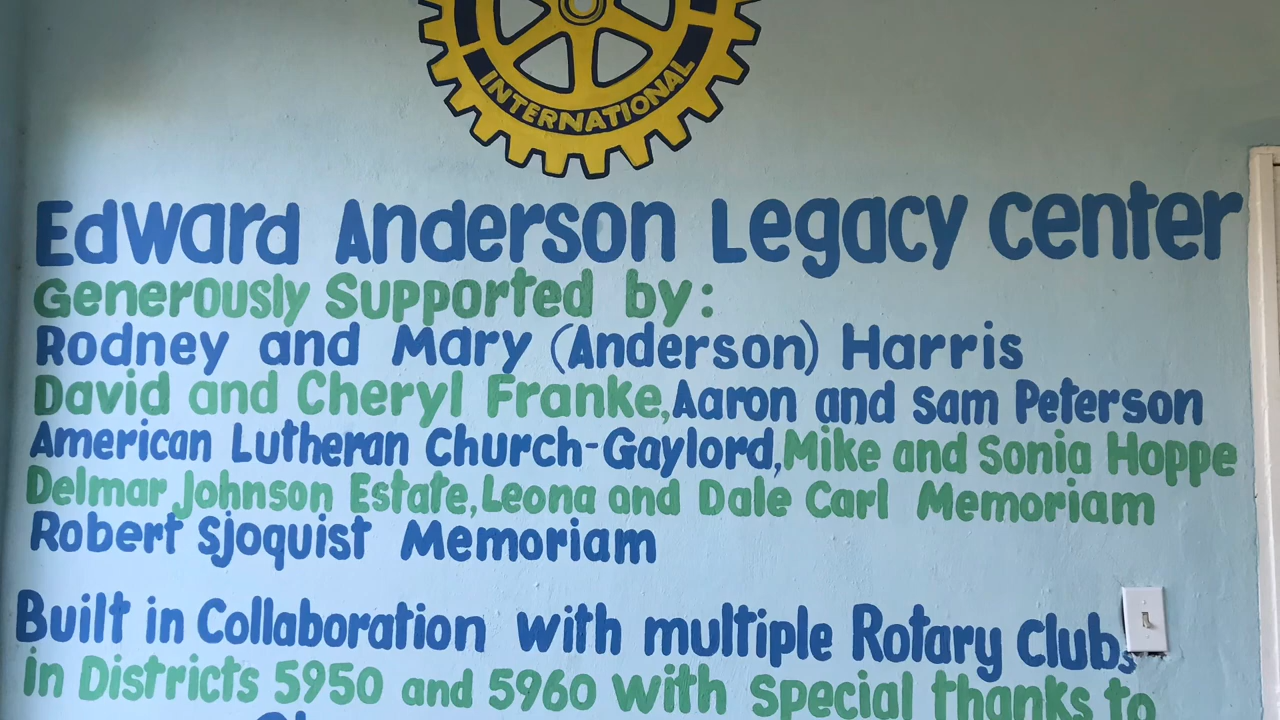 INTERNATIONAL
Edward Anderson Legacy Center
Generously Supported by:
Rodney and Mary (Anderson) Harris
David and Cheryl Franke, Aaron and Sam Peterson
American Lutheran Church-Gaylord, Mike and Sonia Hoppe
Delmar Johnson Estate, Leona and Dale Carl Memoriam
Robert Sjoquist Memoriam
Built in Collaboration with multiple Rotary Clubs
in Districts 5950 and 5960 with special thanks to